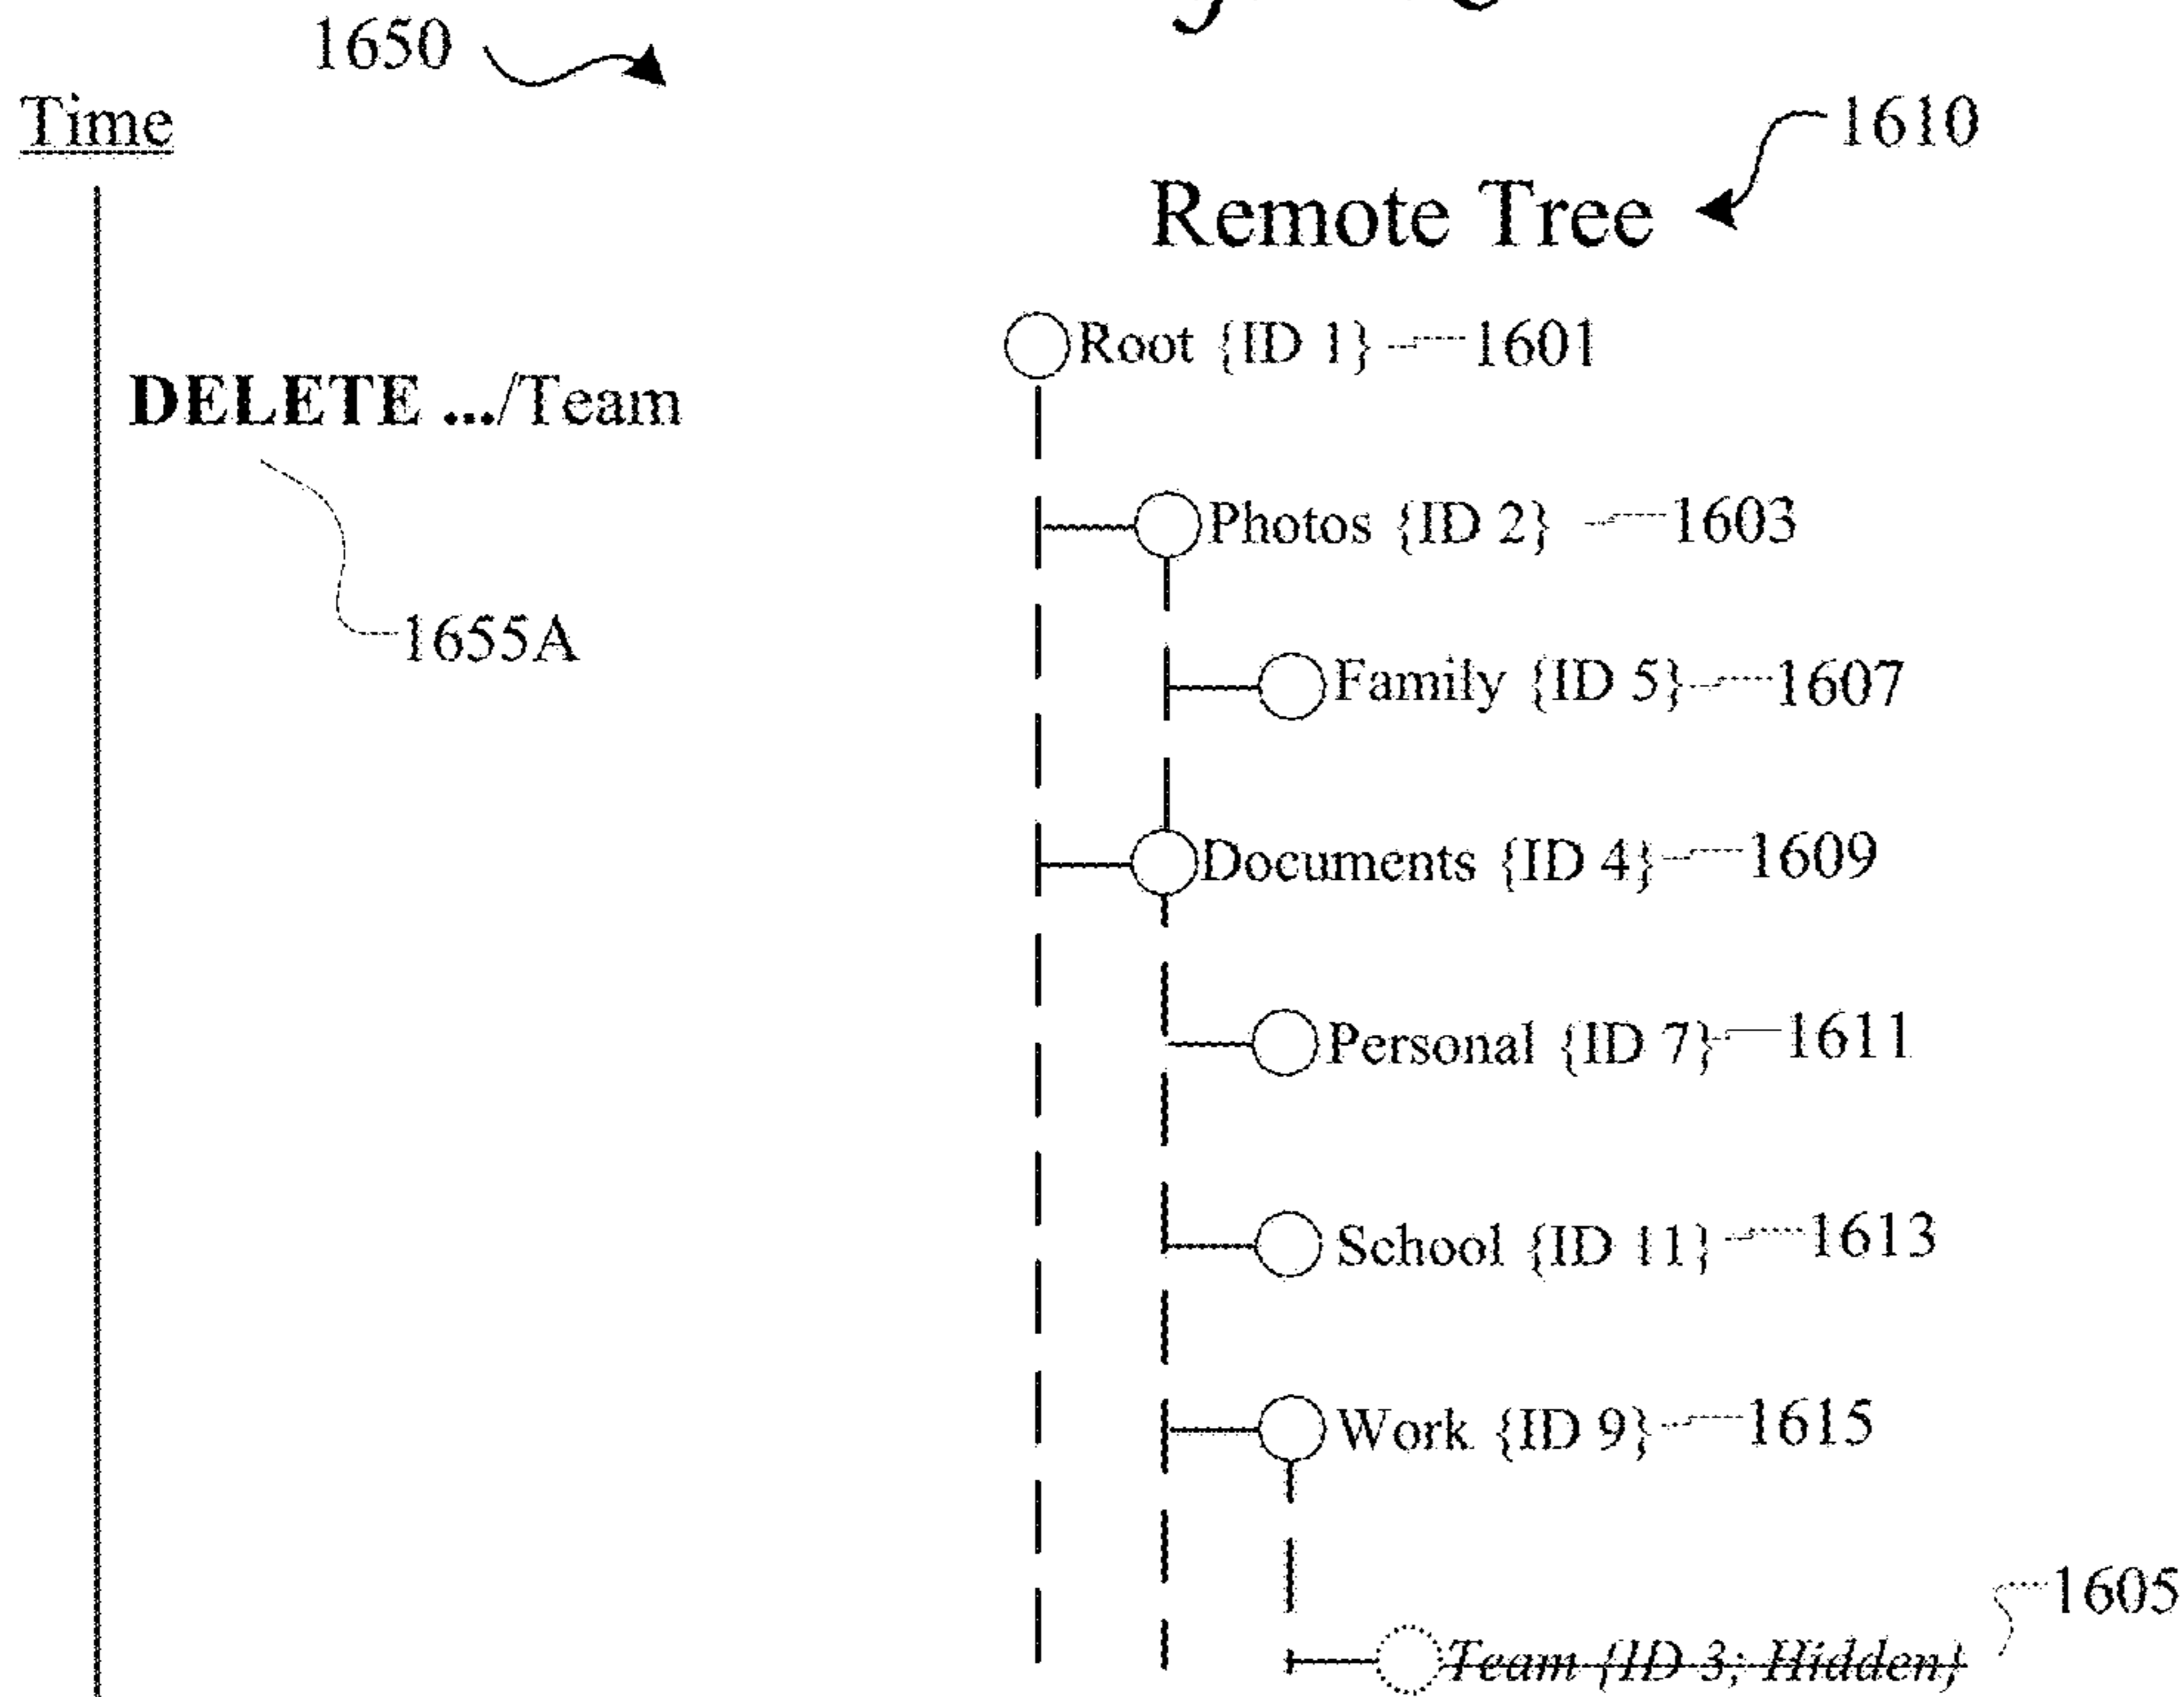 1650
Time
1610
Remote Tree
Root {ID 1} 1601
DELETE .../Team
Photos {ID 2} 1603
1655A
Family {ID 5} 1607
Documents {ID 4} 1609
Personal {ID 7} 1611
School {ID 11} 1613
Work {ID 9} 1615
1605
Team {ID 3; Hidden}